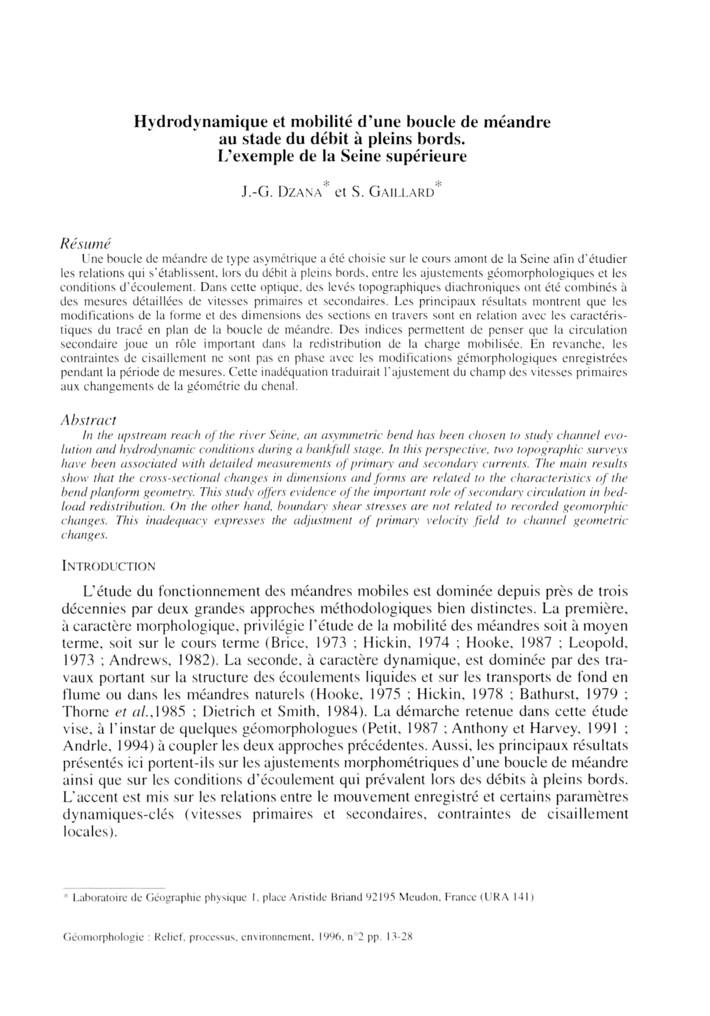 Hydrodynamique et mobilité d'une boucle de méandre
au stade du débit à pleins bords.
L'exemple de la Seine supérieure
J.-G. DZANA* et S. GAILLARD*
Résumé
Une boucle de méandre de type asymétrique a été choisie sur le cours amont de la Seine afin d'étudier
les relations qui s'établissent, lors du débit à pleins bords, entre les ajustements géomorphologiques et les
conditions d'écoulement. Dans cette optique, des levés topographiques diachroniques ont été combinés à
des mesures détaillées de vitesses primaires et secondaires. Les principaux résultats montrent que les
modifications de la forme et des dimensions des sections en travers sont en relation avec les caractéris-
tiques du tracé en plan de la boucle de méandre. Des indices permettent de penser que la circulation
secondaire joue un rôle important dans la redistribution de la charge mobilisée. En revanche, les
contraintes de cisaillement ne sont pas en phase avec les modifications gémorphologiques enregistrées
pendant la période de mesures. Cette inadéquation traduirait l'ajustement du champ des vitesses primaires
aux changements de la géométrie du chenal.
Abstract
In the upstream reach of the river Seine, an asymmetric bend has been chosen to study channel evo-
lution and hydrodynamic conditions during a bankfull stage. In this perspective, two topographic surveys
have been associated with detailed measurements of primary and secondary currents. The main results
show that the cross-sectional changes in dimensions and forms are related to the characteristics of the
bend planform geometry. This study offers evidence of the important role of secondary circulation in bed-
load redistribution. On the other hand, boundary shear stresses are not related to recorded geomorphic
changes. This inadequacy expresses the adjustment of primary velocity field to channel geometric
changes.
INTRODUCTION
L'étude du fonctionnement des méandres mobiles est dominée depuis près de trois
décennies par deux grandes approches méthodologiques bien distinctes. La première,
à caractère morphologique, privilégie l'étude de la mobilité des méandres soit à moyen
terme, soit sur le cours terme (Brice, 1973 ; Hickin, 1974 ; Hooke, 1987 ; Leopold,
1973 ; Andrews, 1982). La seconde, à caractère dynamique, est dominée par des tra-
vaux portant sur la structure des écoulements liquides et sur les transports de fond en
flume ou dans les méandres naturels (Hooke, 1975 ; Hickin, 1978 ; Bathurst, 1979 ;
Thorne et al.,1985 ; Dietrich et Smith, 1984). La démarche retenue dans cette étude
vise, à l'instar de quelques géomorphologues (Petit, 1987 ; Anthony et Harvey, 1991 ;
Andrle, 1994) à coupler les deux approches précédentes. Aussi, les principaux résultats
présentés ici portent-ils sur les ajustements morphométriques d'une boucle de méandre
ainsi que sur les conditions d'écoulement qui prévalent lors des débits à pleins bords.
L'accent est mis sur les relations entre le mouvement enregistré et certains paramètres
dynamiques-clés (vitesses primaires et secondaires, contraintes de cisaillement
locales).
* Laboratoire de Géographie physique 1, place Aristide Briand 92195 Meudon, France (URA 141)
Géomorphologie : Relief, processus, environnement, 1996, n°2 pp. 13-28